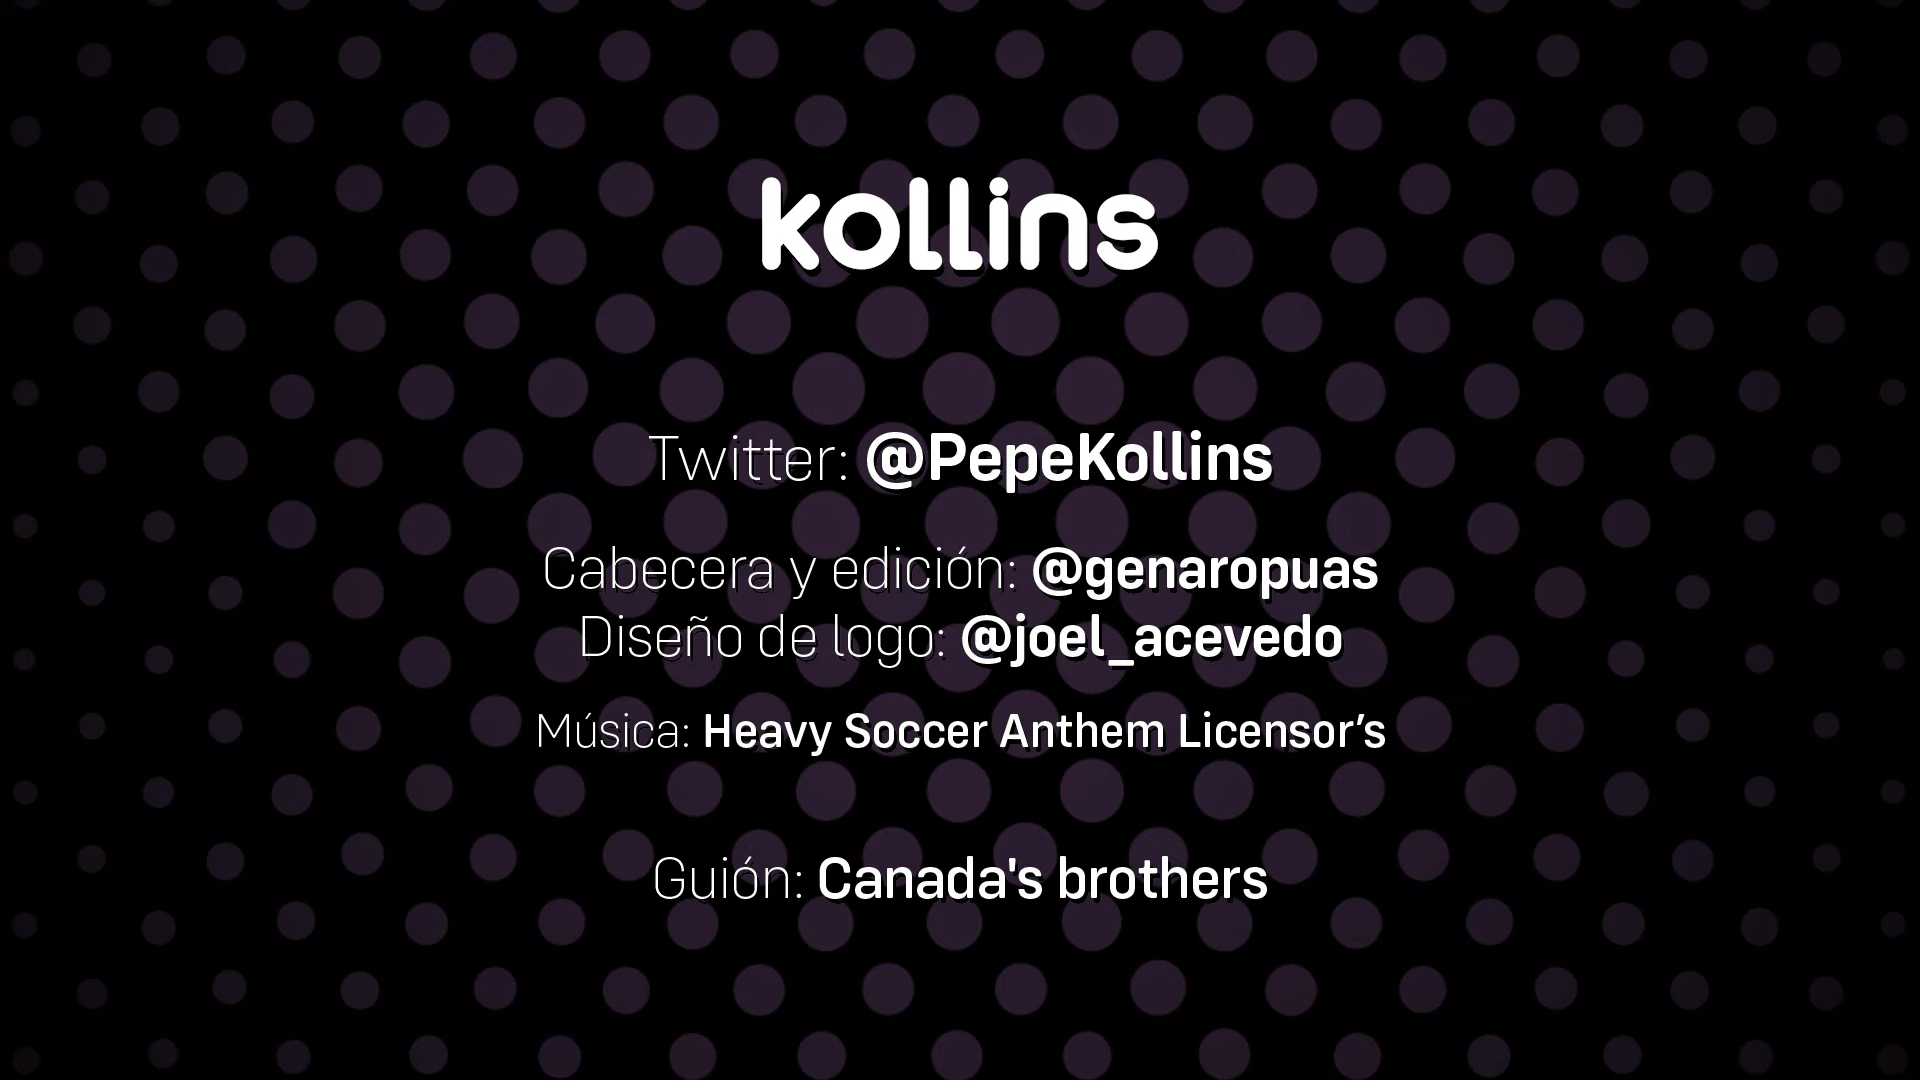 kollins
Twitter: @PepeKollins
Cabecera y edición: @genaropuas
Diseño de logo: @joel_acevedo
Música: Heavy Soccer Anthem Licensor’s
Guión: Canada's brothers